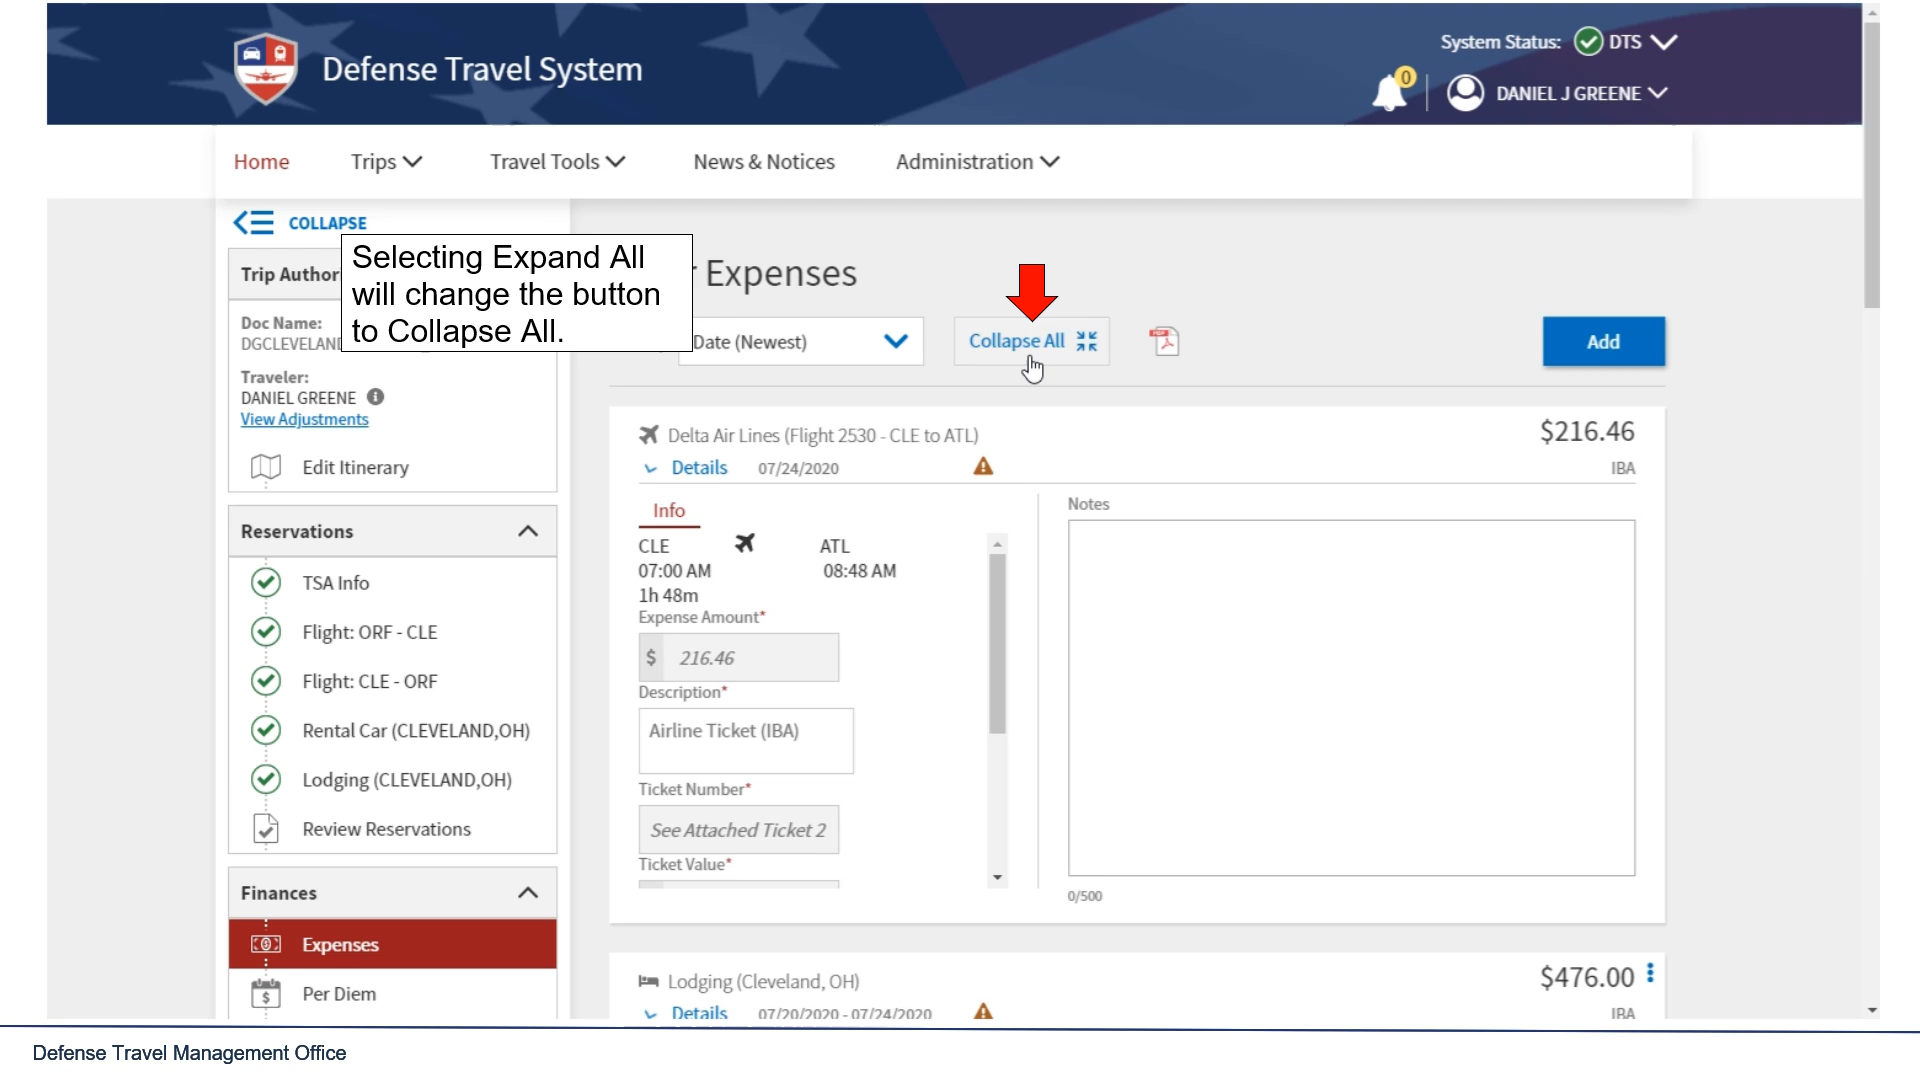 Defense Travel System
System Status: DTS
0
DANIEL J GREENE
Home Trips Travel Tools News & Notices Administration
COLLAPSE
Selecting Expand All
will change the button
to Collapse All.
Trip Author
Doc Name:
DGCLEVELAND
Traveler:
DANIEL GREENE
View Adjustments
Edit Itinerary
Reservations
TSA Info
Flight: ORF - CLE
Flight: CLE - ORF
Rental Car (CLEVELAND,OH)
Lodging (CLEVELAND,OH)
Review Reservations
Finances
Expenses
Per Diem
Expenses
Date (Newest) Collapse All PDF Add
Delta Air Lines (Flight 2530 - CLE to ATL) $216.46
Details 07/24/2020 IBA
Info
CLE ATL
07:00 AM 08:48 AM
1h 48m
Expense Amount*
$ 216.46
Description*
Airline Ticket (IBA)
Ticket Number*
See Attached Ticket 2
Ticket Value*
Notes
0/500
Lodging (Cleveland, OH) $476.00
Details 07/20/2020 - 07/24/2020 IBA
Defense Travel Management Office